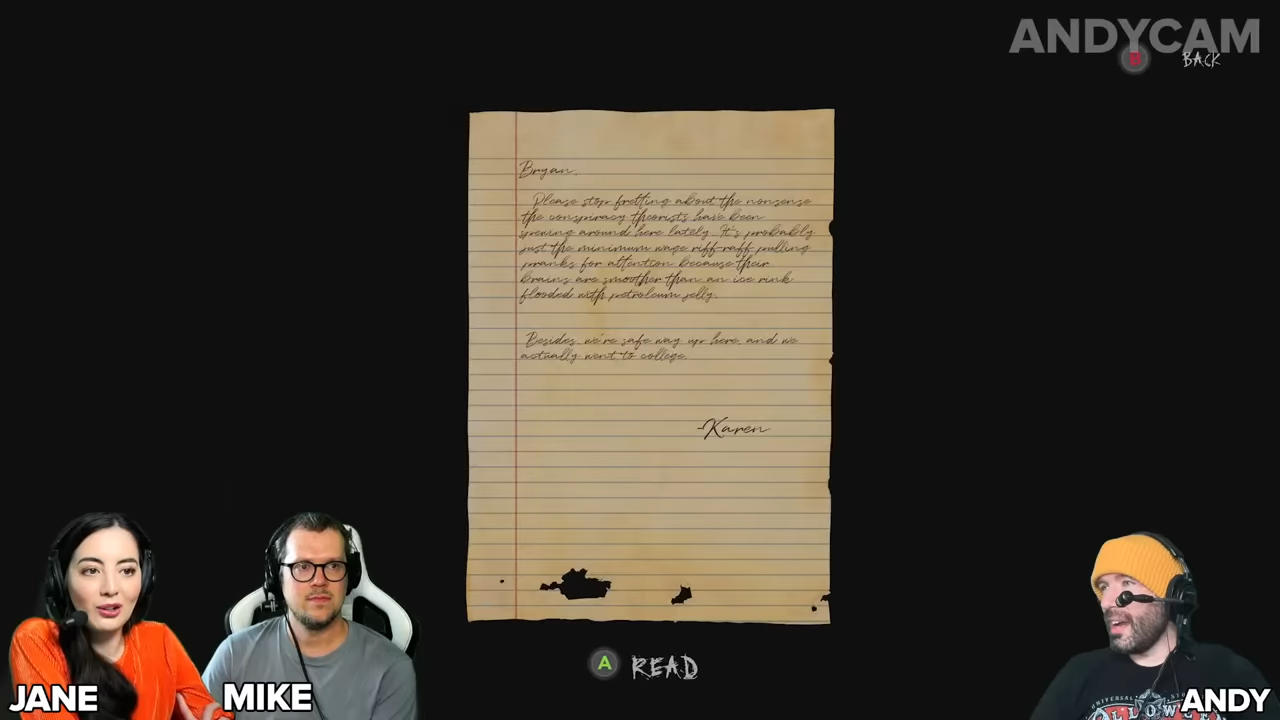 ANDYCAM
B BACK
Bryan,
Please stop fretting about the nonsense
the conspiracy theorists have been
spewing around here lately. It's probably
just the minimum wage riff-raff pulling
pranks for attention because their
brains are smoother than an ice rink
flooded with petroleum jelly.
Besides, we're safe way up here, and we
actually went to college.
-Karen
A READ
JANE
MIKE
ANDY
UNIVERSAL